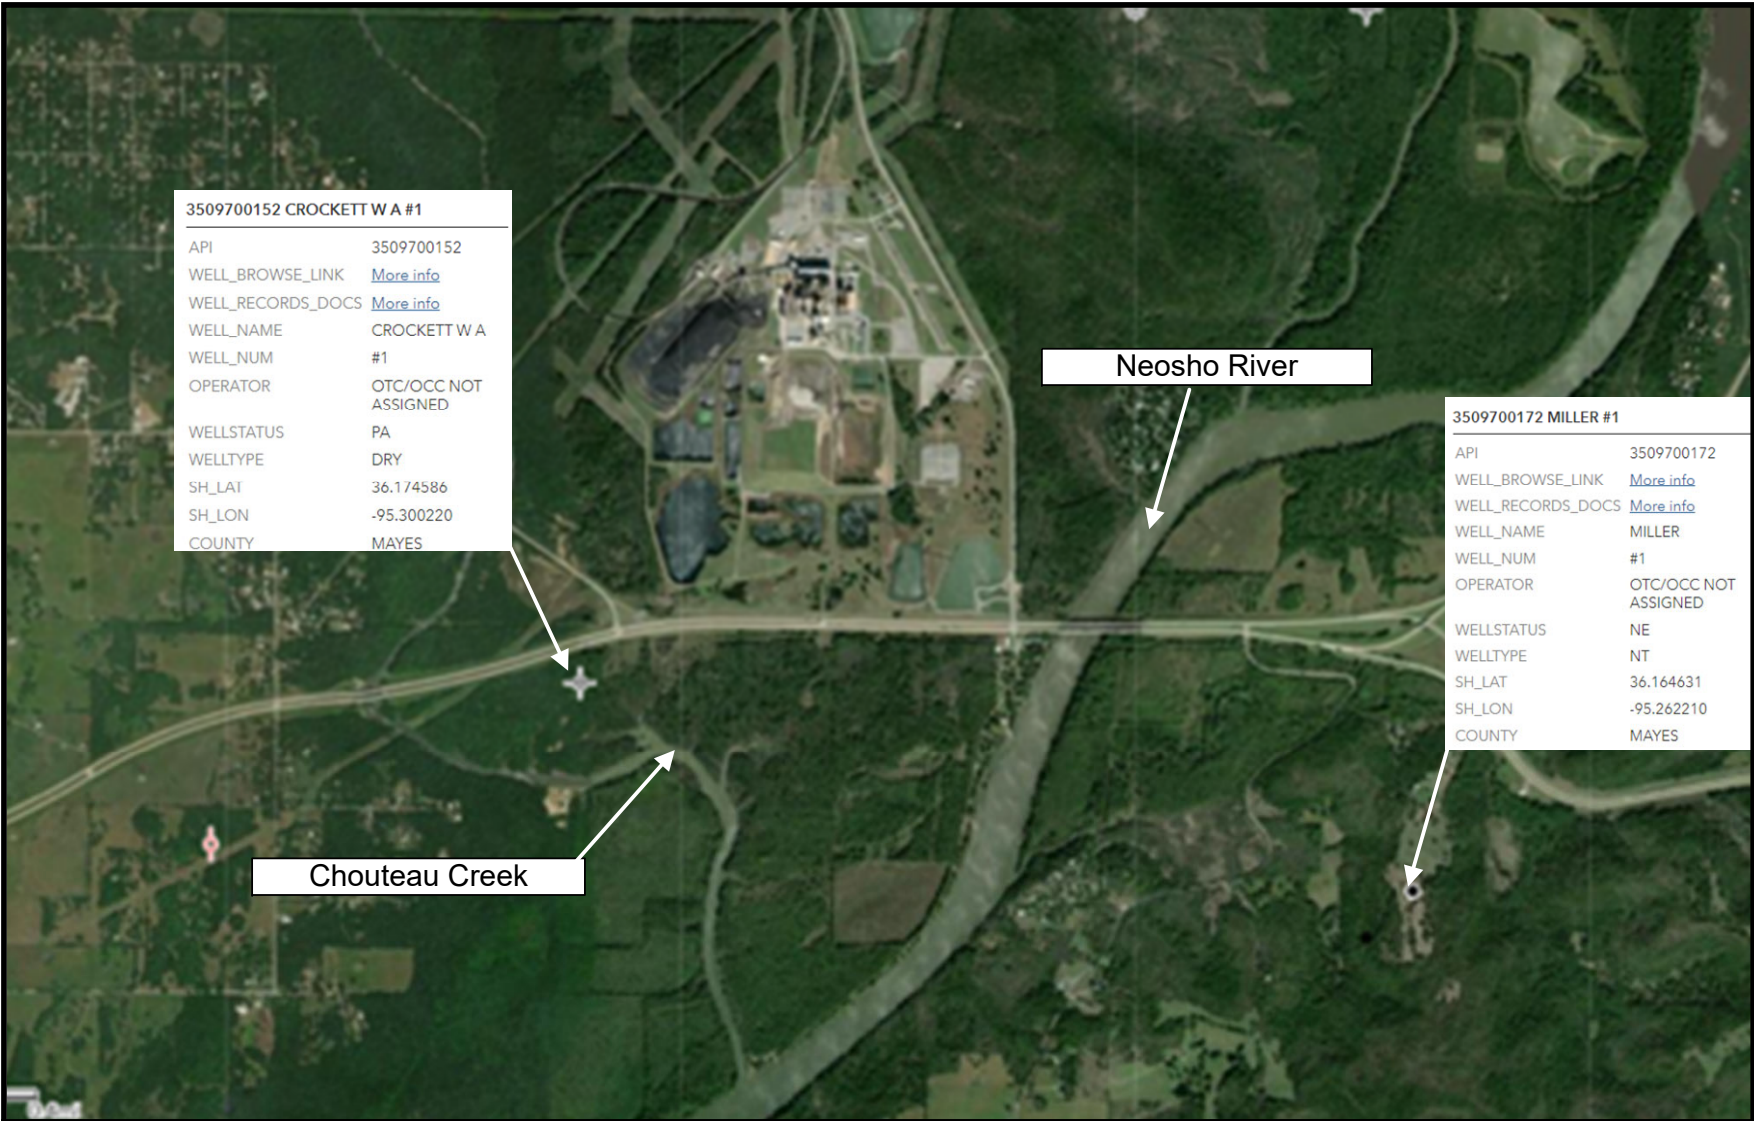 3509700152 CROCKETT W A #1
API 3509700152
WELL_BROWSE_LINK More info
WELL_RECORDS_DOCS More info
WELL_NAME CROCKETT W A
WELL_NUM #1
OPERATOR OTC/OCC NOT
ASSIGNED
WELLSTATUS PA
WELLTYPE DRY
SH_LAT 36.174586
SH_LON -95.300220
COUNTY MAYES
Neosho River
3509700172 MILLER #1
API 3509700172
WELL_BROWSE_LINK More info
WELL_RECORDS_DOCS More info
WELL_NAME MILLER
WELL_NUM #1
OPERATOR OTC/OCC NOT
ASSIGNED
WELLSTATUS NE
WELLTYPE NT
SH_LAT 36.164631
SH_LON -95.262210
COUNTY MAYES
Chouteau Creek